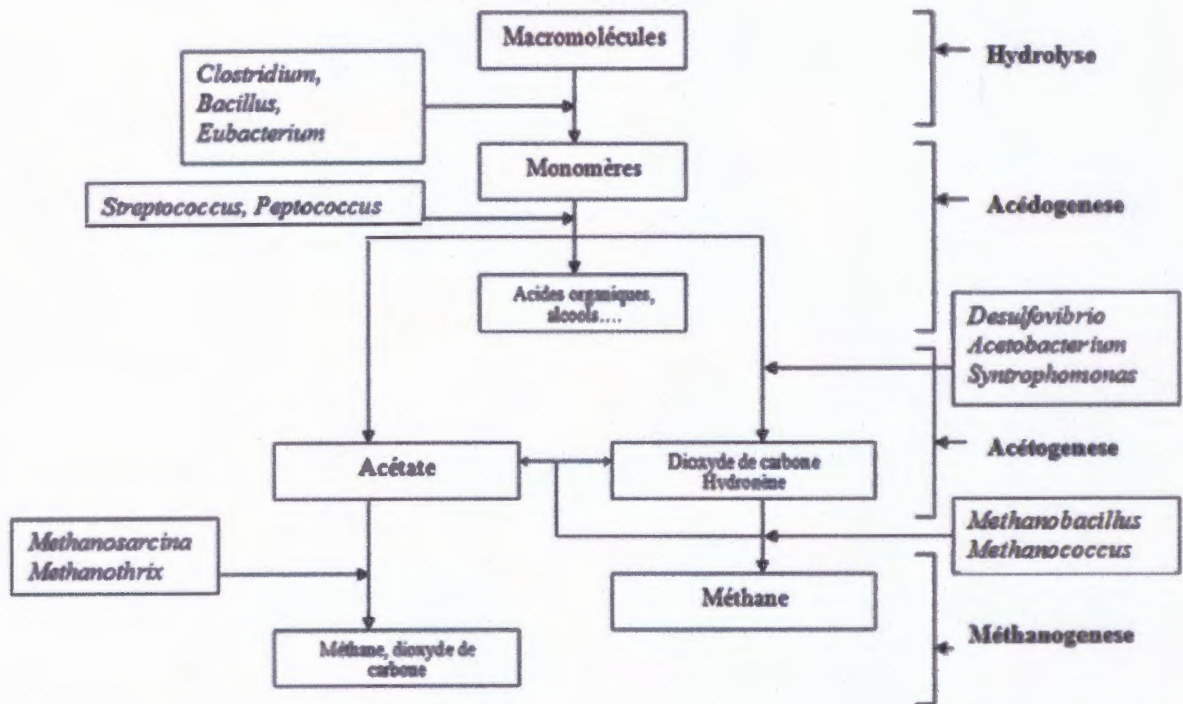 Macromolécules
Hydrolyse
Clostridium,
Bacillus,
Eubacterium
Monomères
Streptococcus, Peptococcus
Acédogenese
Acides organiques,
alcools....
Desulfovibrio
Acetobacterium
Syntrophomonas
Acétate
Dioxyde de carbone
Hydronène
Acétogenese
Methanosarcina
Methanothrix
Methanobacillus
Methanococcus
Méthane
Méthanogenese
Méthane, dioxyde de
carbone